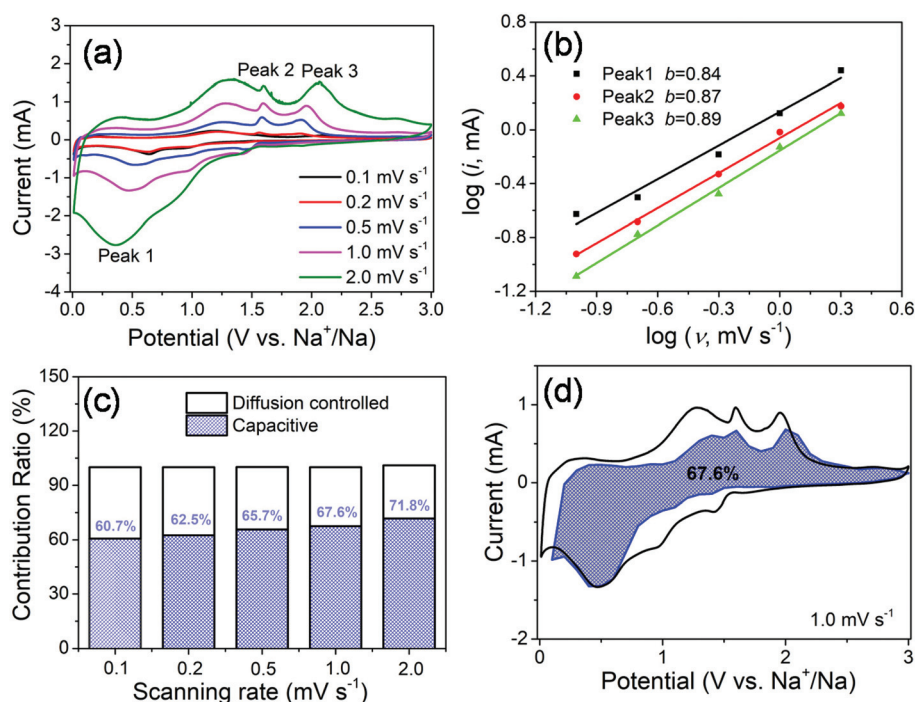 (a)
Peak 2 Peak 3
Peak 1
0.1 mV s⁻¹
0.2 mV s⁻¹
0.5 mV s⁻¹
1.0 mV s⁻¹
2.0 mV s⁻¹
3
2
1
0
-1
-2
-3
-4
Current (mA)
0.0 0.5 1.0 1.5 2.0 2.5 3.0
Potential (V vs. Na⁺/Na)
(b)
Peak1 b=0.84
Peak2 b=0.87
Peak3 b=0.89
0.8
0.4
0.0
-0.4
-0.8
-1.2
log (i, mA)
-1.2 -0.9 -0.6 -0.3 0.0 0.3 0.6
log (ν, mV s⁻¹)
(c)
Diffusion controlled
Capacitive
150
120
90
60
30
0
Contribution Ratio (%)
60.7% 62.5% 65.7% 67.6% 71.8%
0.1 0.2 0.5 1.0 2.0
Scanning rate (mV s⁻¹)
(d)
67.6%
1.0 mV s⁻¹
1
0
-1
-2
Current (mA)
0 1 2 3
Potential (V vs. Na⁺/Na)